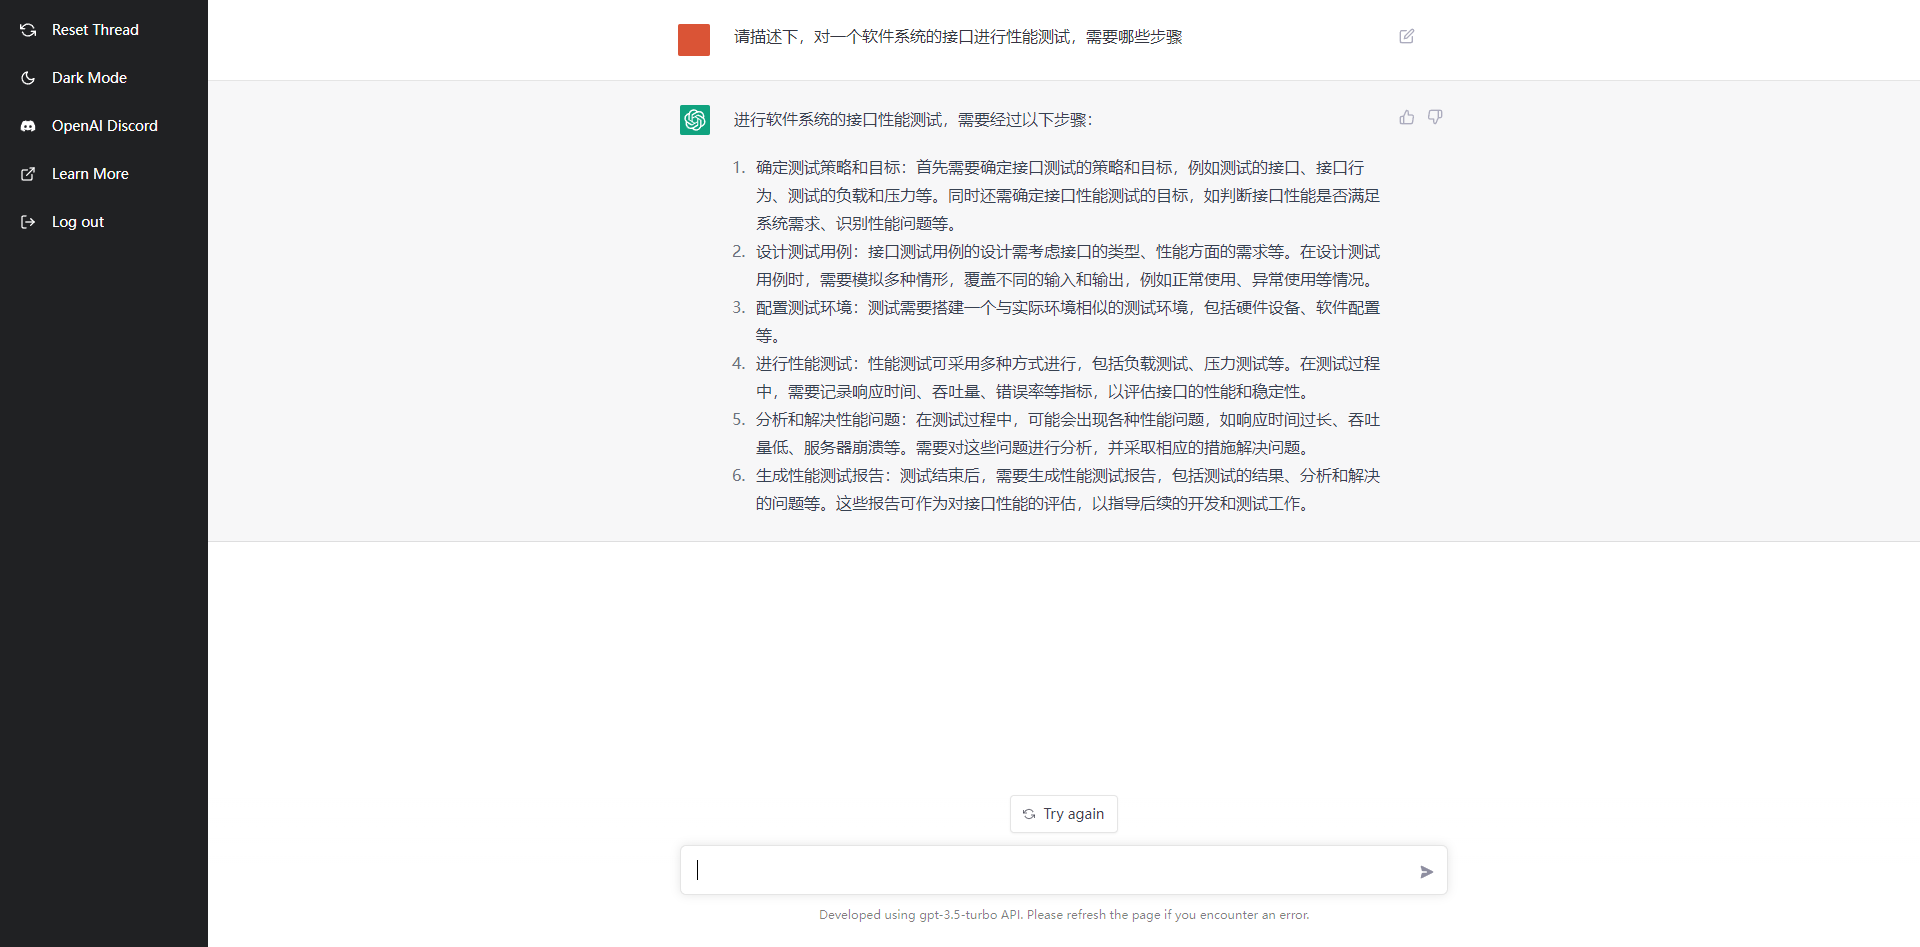 Reset Thread
Dark Mode
OpenAI Discord
Learn More
Log out
请描述下，对一个软件系统的接口进行性能测试，需要哪些步骤
进行软件系统的接口性能测试，需要经过以下步骤：
1. 确定测试策略和目标：首先需要确定接口测试的策略和目标，例如测试的接口、接口行
为、测试的负载和压力等。同时还需确定接口性能测试的目标，如判断接口性能是否满足
系统需求、识别性能问题等。
2. 设计测试用例：接口测试用例的设计需考虑接口的类型、性能方面的需求等。在设计测试
用例时，需要模拟多种情形，覆盖不同的输入和输出，例如正常使用、异常使用等情况。
3. 配置测试环境：测试需要搭建一个与实际环境相似的测试环境，包括硬件设备、软件配置
等。
4. 进行性能测试：性能测试可采用多种方式进行，包括负载测试、压力测试等。在测试过程
中，需要记录响应时间、吞吐量、错误率等指标，以评估接口的性能和稳定性。
5. 分析和解决性能问题：在测试过程中，可能会出现各种性能问题，如响应时间过长、吞吐
量低、服务器崩溃等。需要对这些问题进行分析，并采取相应的措施解决问题。
6. 生成性能测试报告：测试结束后，需要生成性能测试报告，包括测试的结果、分析和解决
的问题等。这些报告可作为对接口性能的评估，以指导后续的开发和测试工作。
Try again
Developed using gpt-3.5-turbo API. Please refresh the page if you encounter an error.